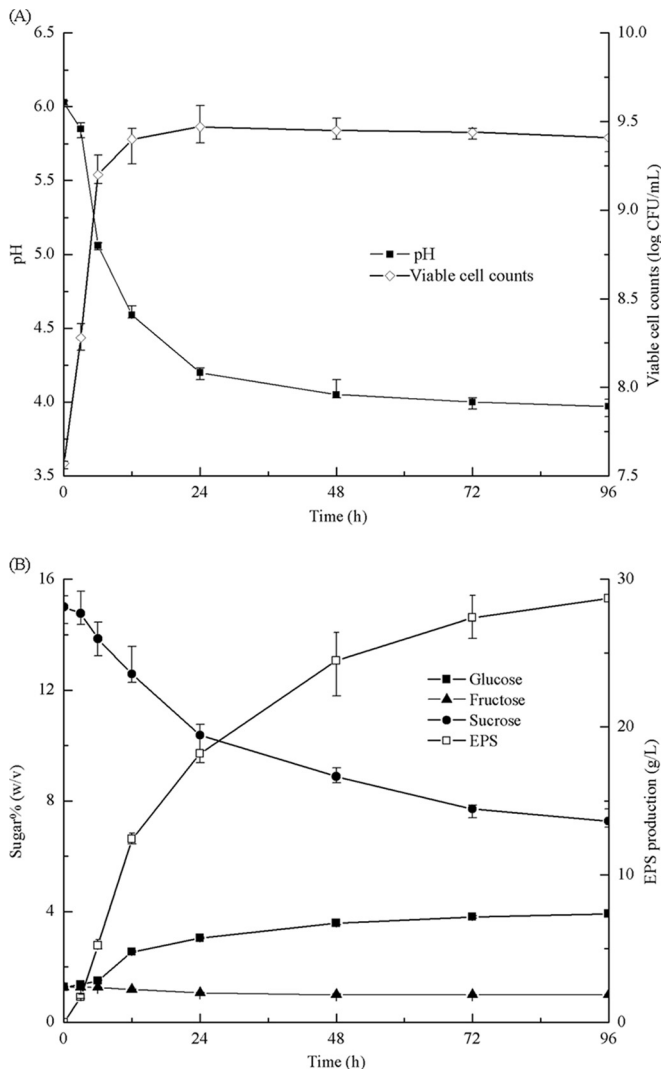 (A)
6.5
6.0
5.5
5.0
4.5
4.0
3.5
pH
10.0
9.5
9.0
8.5
8.0
7.5
Viable cell counts (log CFU/mL)
pH
Viable cell counts
0 12 24 48 72 96
Time (h)
(B)
16
12
8
4
0
Sugar% (w/v)
30
20
10
0
EPS production (g/L)
Glucose
Fructose
Sucrose
EPS
0 12 24 48 72 96
Time (h)